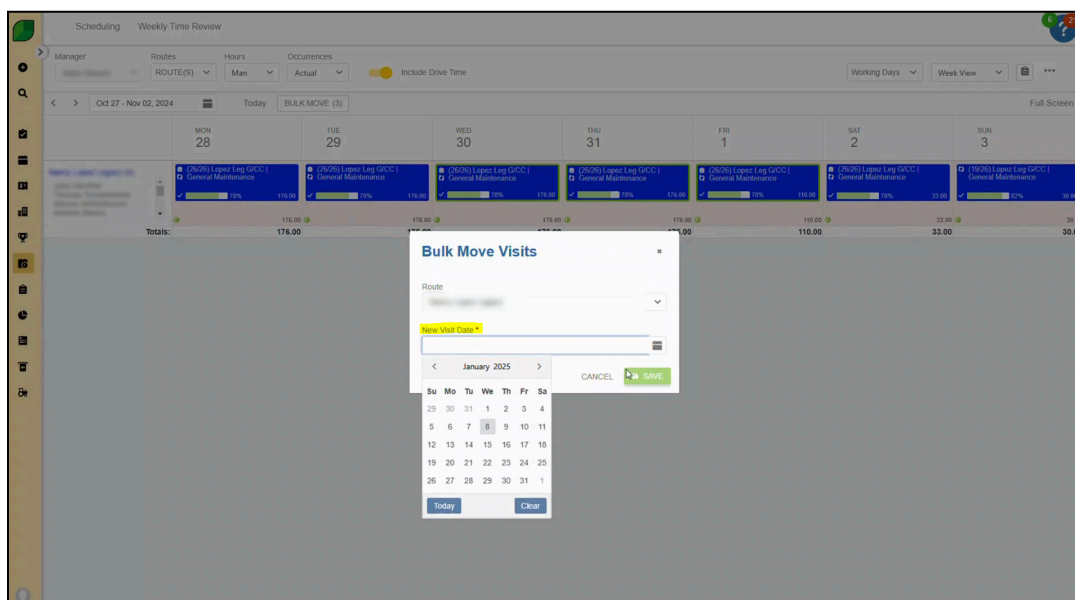 Scheduling Weekly Time Review
6 2
?
Manager Routes Hours Occurrences
ROUTE(S) Man Actual Include Drive Time Working Days Week View
Oct 27 - Nov 02, 2024 Today BULK MOVE (3) Full Screen
MON TUE WED THU FRI SAT SUN
28 29 30 31 1 2 3
(26/26) Lopez Leg G/CC | (26/26) Lopez Leg G/CC | (26/26) Lopez Leg G/CC | (26/26) Lopez Leg G/CC | (26/26) Lopez Leg G/CC | (26/26) Lopez Leg G/CC | (19/26) Lopez Leg G/CC |
General Maintenance General Maintenance General Maintenance General Maintenance General Maintenance General Maintenance General Maintenance
78% 176.00 79% 176.00 78% 176.00 78% 176.00 78% 110.00 78% 33.00 82%
176.00 176.00 176.00 176.00 110.00 33.00
Totals: 176.00 110.00 33.00 30.0
Bulk Move Visits ×
Route
New Visit Date *
January 2025
CANCEL SAVE
Su Mo Tu We Th Fr Sa
29 30 31 1 2 3 4
5 6 7 8 9 10 11
12 13 14 15 16 17 18
19 20 21 22 23 24 25
26 27 28 29 30 31 1
Today Clear